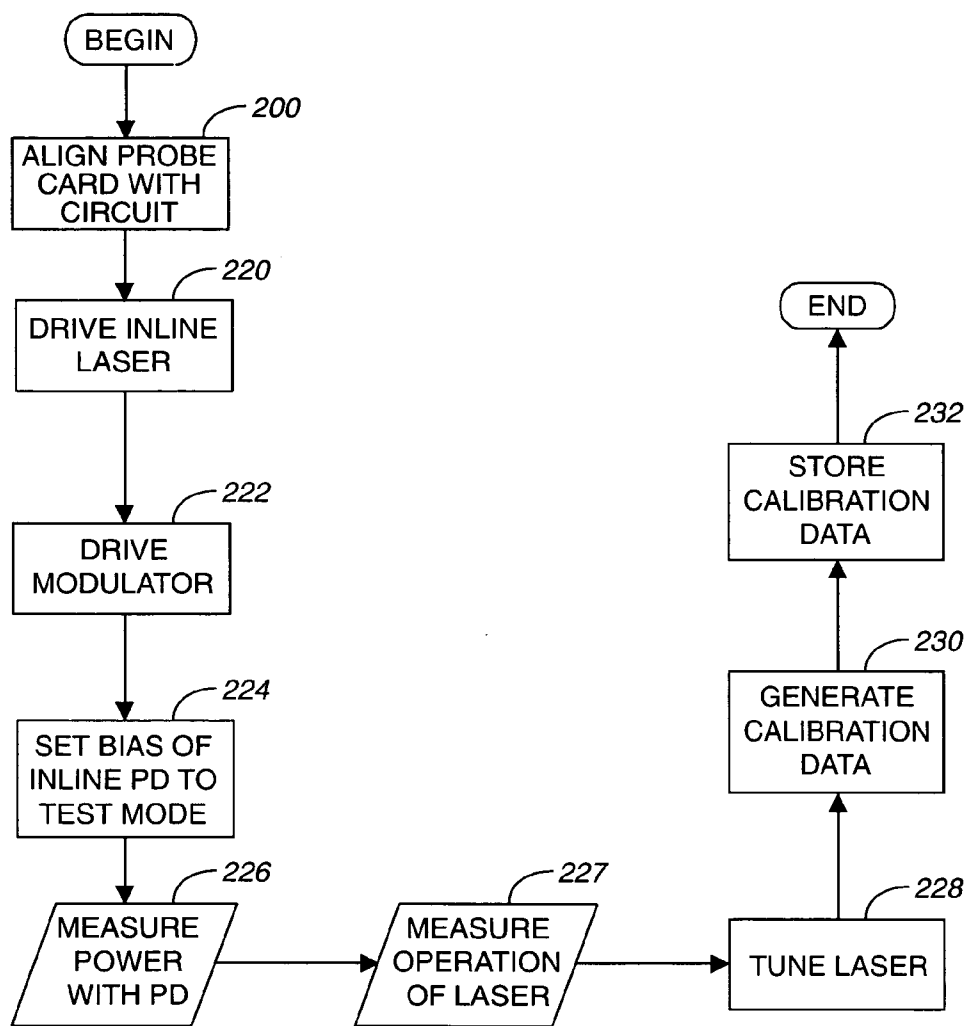 BEGIN
200
ALIGN PROBE
CARD WITH
CIRCUIT
220
DRIVE INLINE
LASER
222
DRIVE
MODULATOR
224
SET BIAS OF
INLINE PD TO
TEST MODE
226
MEASURE
POWER
WITH PD
227
MEASURE
OPERATION
OF LASER
228
TUNE LASER
230
GENERATE
CALIBRATION
DATA
232
STORE
CALIBRATION
DATA
END